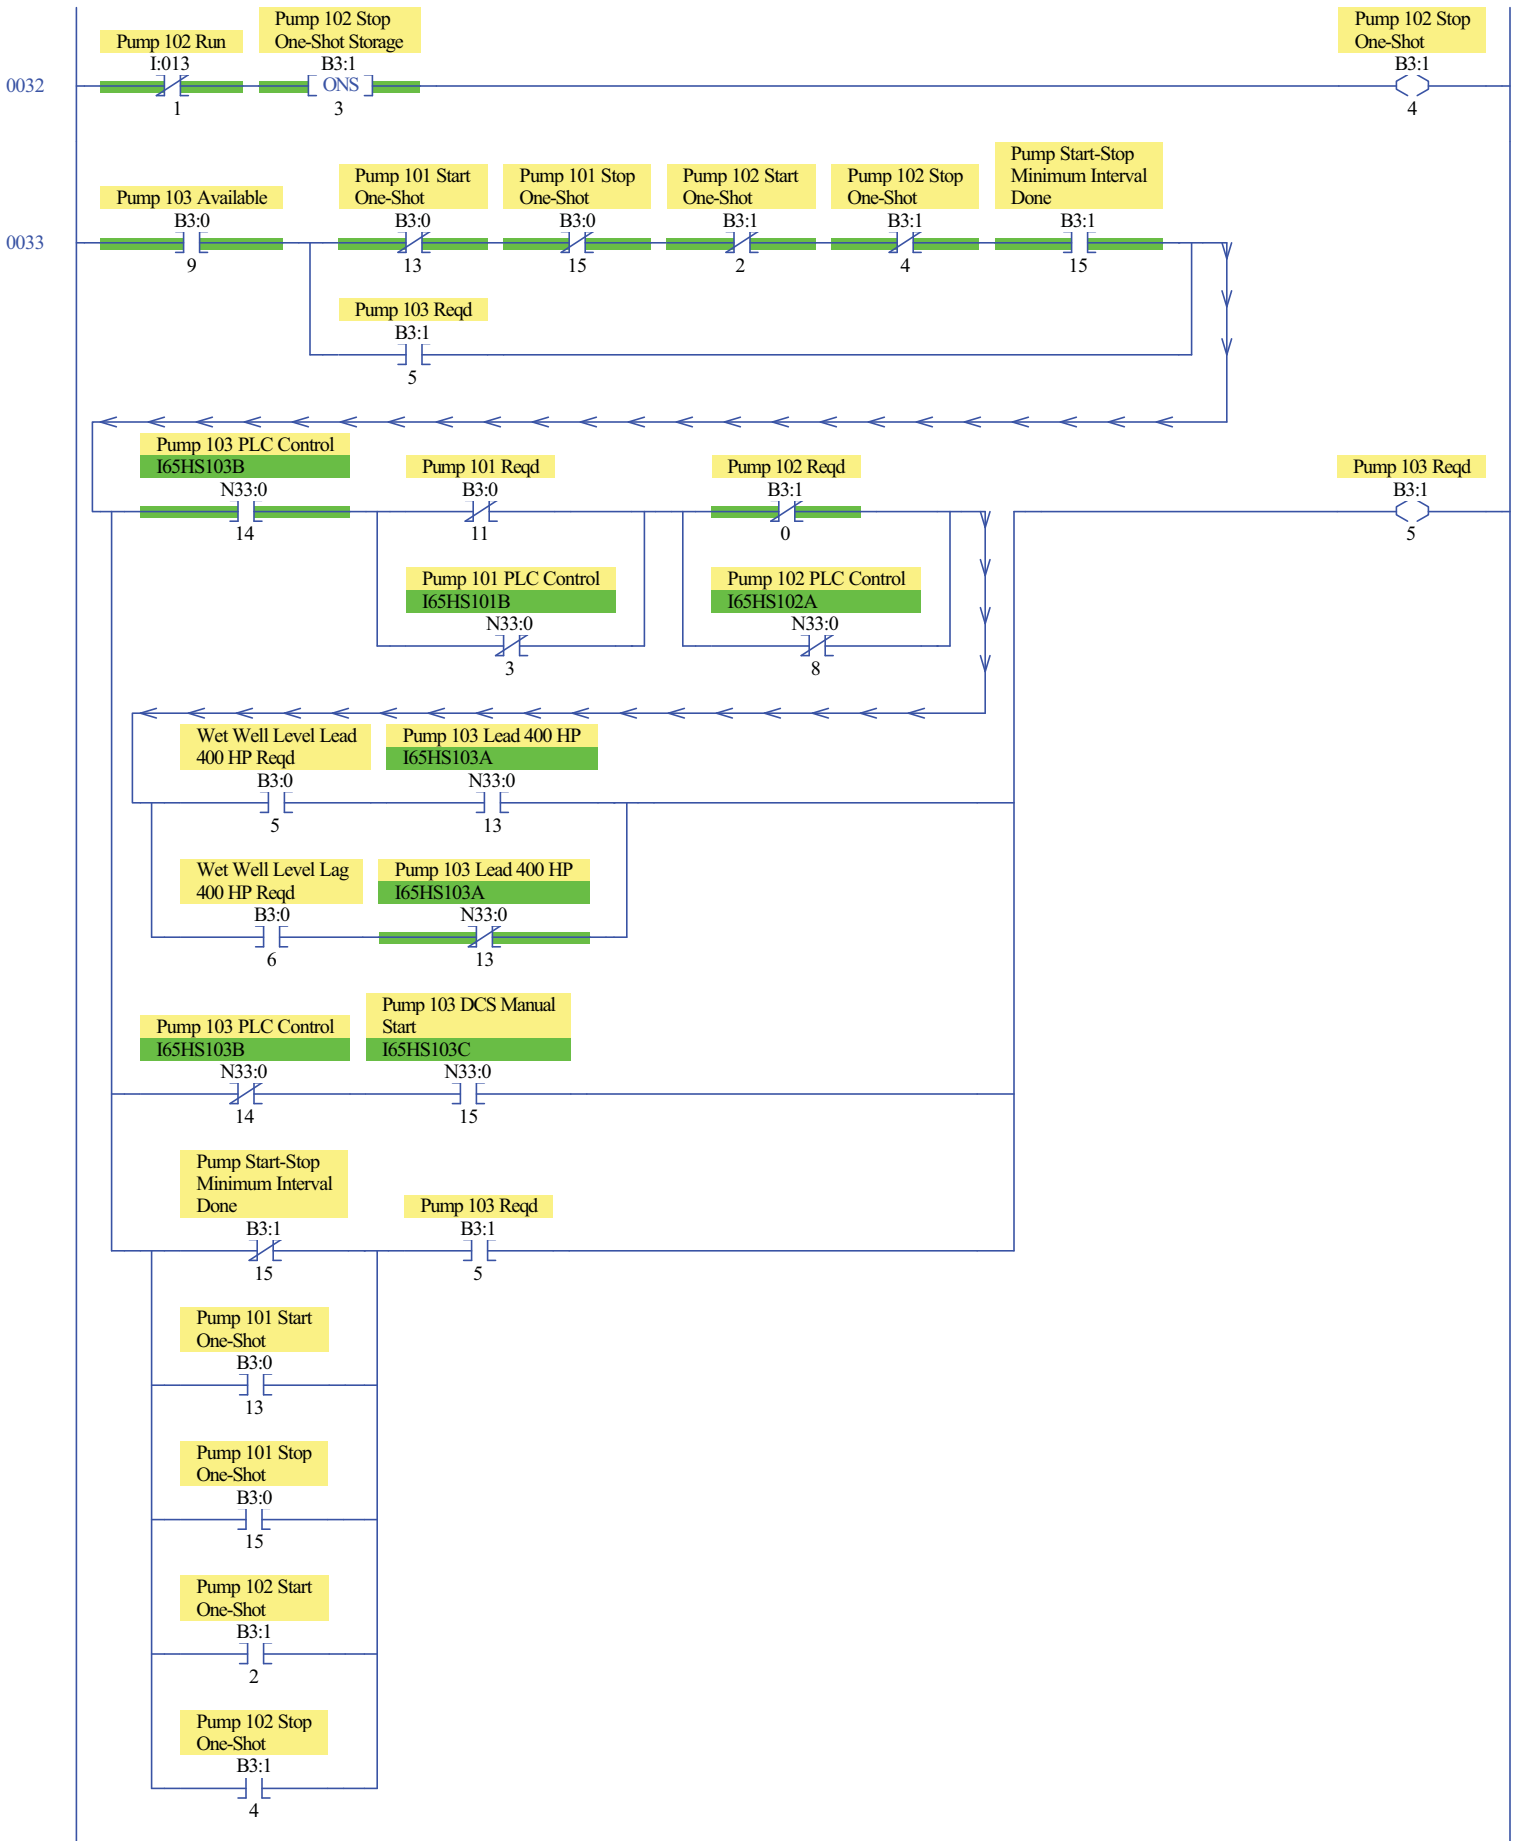 Pump 102 Run
I:013
1
Pump 102 Stop
One-Shot Storage
B3:1
ONS
3
Pump 102 Stop
One-Shot
B3:1
4
0032
Pump 103 Available
B3:0
9
Pump 101 Start
One-Shot
B3:0
13
Pump 101 Stop
One-Shot
B3:0
15
Pump 102 Start
One-Shot
B3:1
2
Pump 102 Stop
One-Shot
B3:1
4
Pump Start-Stop
Minimum Interval
Done
B3:1
15
0033
Pump 103 Reqd
B3:1
5
Pump 103 PLC Control
I65HS103B
N33:0
14
Pump 101 Reqd
B3:0
11
Pump 102 Reqd
B3:1
0
Pump 103 Reqd
B3:1
5
Pump 101 PLC Control
I65HS101B
N33:0
3
Pump 102 PLC Control
I65HS102A
N33:0
8
Wet Well Level Lead
400 HP Reqd
B3:0
5
Pump 103 Lead 400 HP
I65HS103A
N33:0
13
Wet Well Level Lag
400 HP Reqd
B3:0
6
Pump 103 Lead 400 HP
I65HS103A
N33:0
13
Pump 103 PLC Control
I65HS103B
N33:0
14
Pump 103 DCS Manual
Start
I65HS103C
N33:0
15
Pump Start-Stop
Minimum Interval
Done
B3:1
15
Pump 103 Reqd
B3:1
5
Pump 101 Start
One-Shot
B3:0
13
Pump 101 Stop
One-Shot
B3:0
15
Pump 102 Start
One-Shot
B3:1
2
Pump 102 Stop
One-Shot
B3:1
4